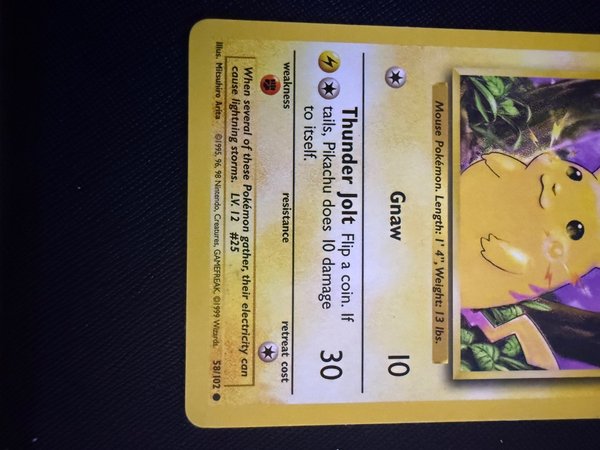 Mouse Pokémon. Length: 1' 4", Weight: 13 lbs.
Gnaw 10
Thunder Jolt Flip a coin. If
tails, Pikachu does 10 damage
to itself.
30
weakness resistance retreat cost
When several of these Pokémon gather, their electricity can
cause lightning storms. LV. 12 #25
Illus. Mitsuhiro Arita ©1995, 96, 98 Nintendo, Creatures, GAMEFREAK. ©1999 Wizards. 58/102